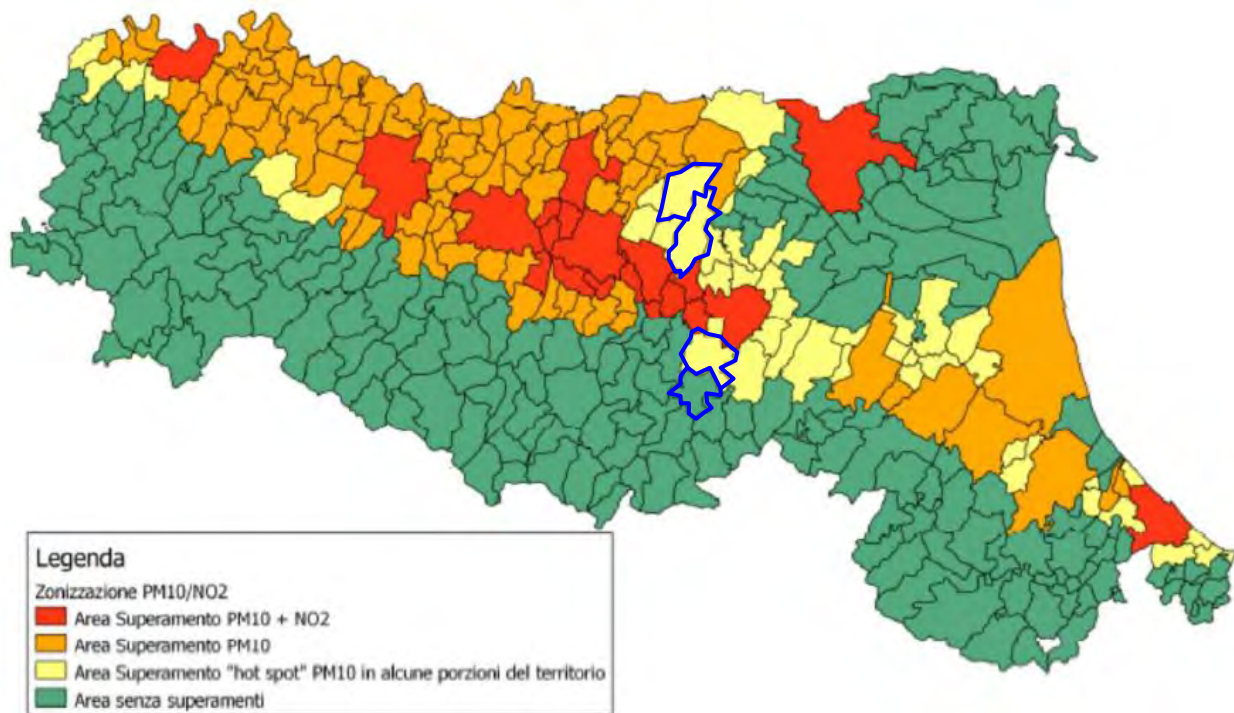 Legenda
Zonizzazione PM10/NO2
Area Superamento PM10 + NO2
Area Superamento PM10
Area Superamento "hot spot" PM10 in alcune porzioni del territorio
Area senza superamenti